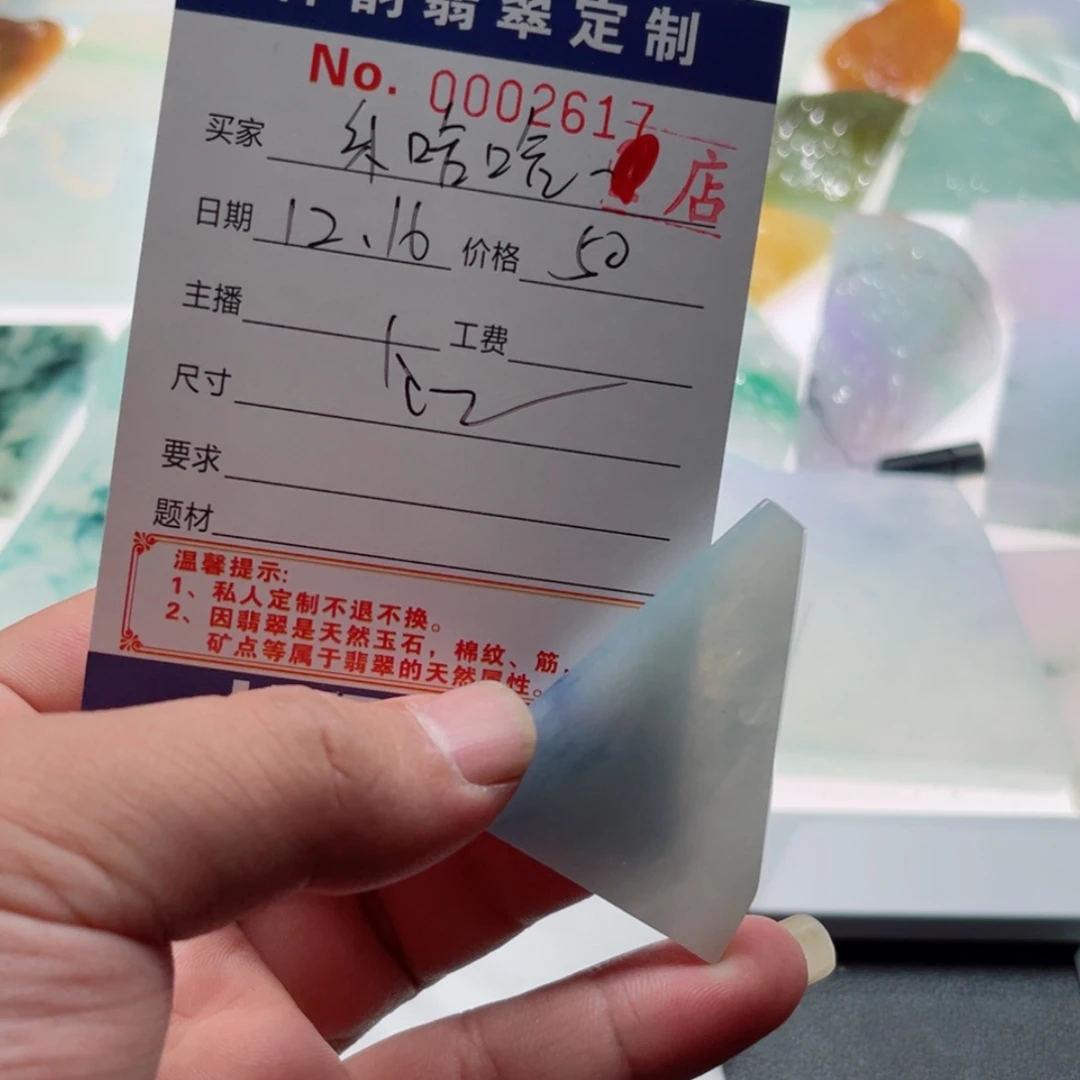 韵翡翠定制
No. 0002617
买家
店
日期 12.16 价格 50
主播 工费
尺寸
要求
题材
温馨提示:
1、私人定制不退不换。
2、因翡翠是天然玉石，棉纹、筋、
矿点等属于翡翠的天然属性。